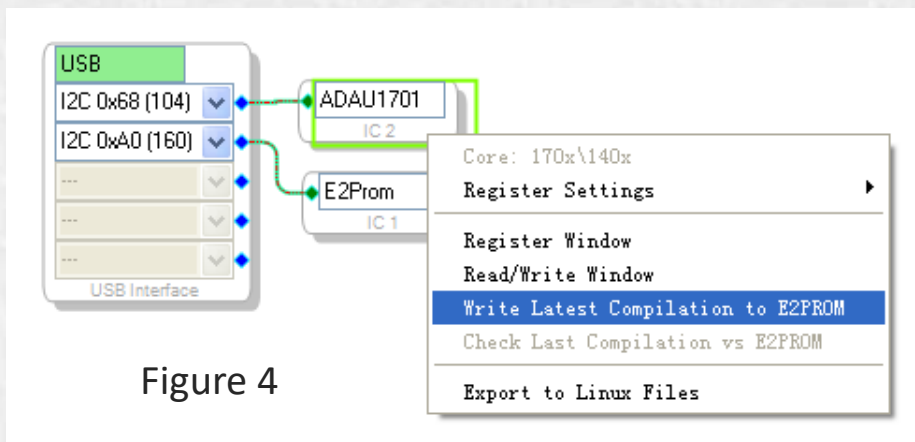 USB
I2C 0x68 (104)
I2C 0xA0 (160)
---
---
---
USB Interface
ADAU1701
IC 2
E2Prom
IC 1
Core: 170x\140x
Register Settings
Register Window
Read/Write Window
Write Latest Compilation to E2PROM
Check Last Compilation vs E2PROM
Export to Linux Files
Figure 4